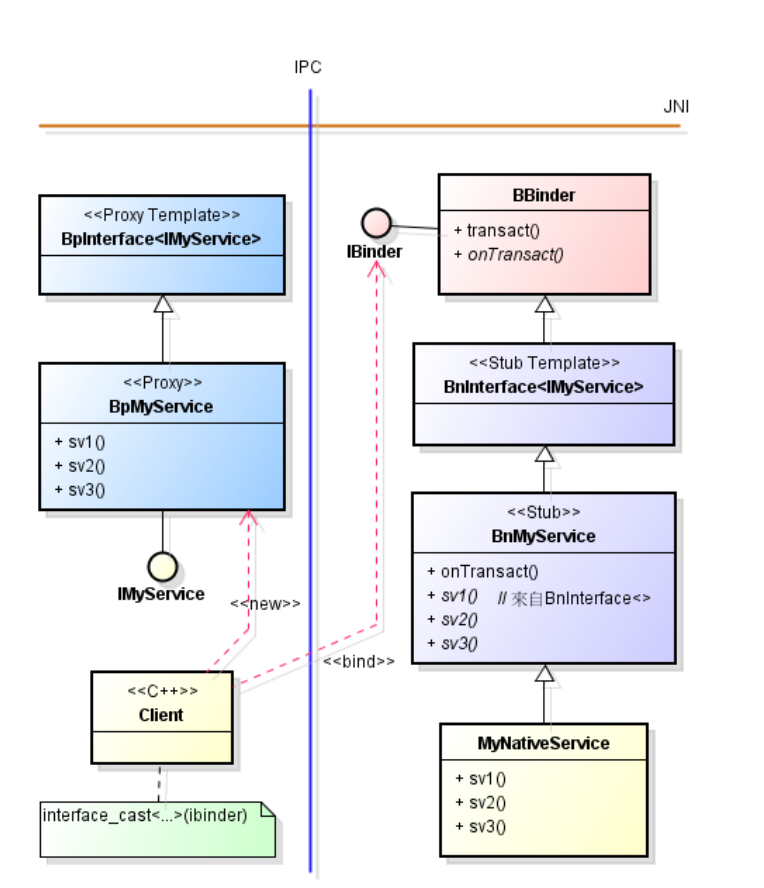 IPC
JNI
<<Proxy Template>>
BpInterface<IMyService>
<<Proxy>>
BpMyService
+ sv1()
+ sv2()
+ sv3()
IMyService
<<new>>
<<C++>>
Client
interface_cast<...>(ibinder)
IBinder
<<bind>>
BBinder
+ transact()
+ onTransact()
<<Stub Template>>
BnInterface<IMyService>
<<Stub>>
BnMyService
+ onTransact()
+ sv1() // 來自BnInterface<>
+ sv2()
+ sv3()
MyNativeService
+ sv1()
+ sv2()
+ sv3()